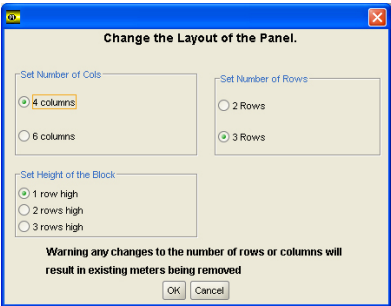 Change the Layout of the Panel.
Set Number of Cols
4 columns
6 columns
Set Number of Rows
2 Rows
3 Rows
Set Height of the Block
1 row high
2 rows high
3 rows high
Warning any changes to the number of rows or columns will
result in existing meters being removed
OK Cancel